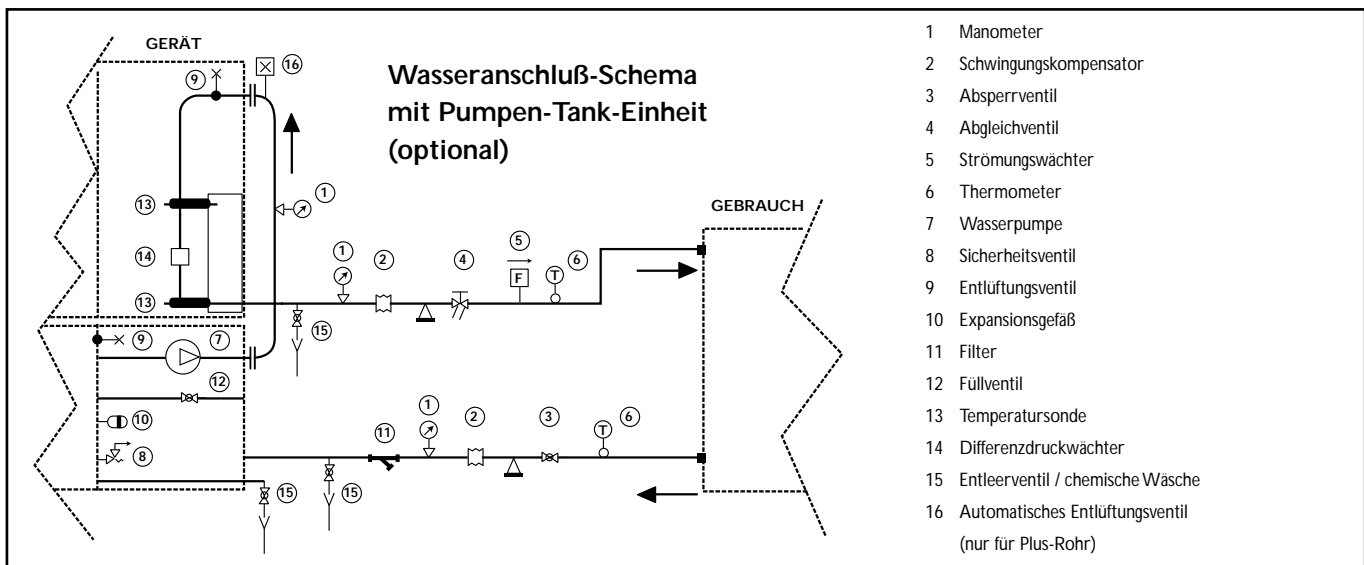 GERÄT
Wasseranschluß-Schema
mit Pumpen-Tank-Einheit
(optional)
9
16
13
1
14
13
1
2
4
5
F
6
T
GEBRAUCH
15
9
7
12
10
8
11
1
2
3
6
T
15
15
1 Manometer
2 Schwingungskompensator
3 Absperrventil
4 Abgleichventil
5 Strömungswächter
6 Thermometer
7 Wasserpumpe
8 Sicherheitsventil
9 Entlüftungsventil
10 Expansionsgefäß
11 Filter
12 Füllventil
13 Temperatursonde
14 Differenzdruckwächter
15 Entleerventil / chemische Wäsche
16 Automatisches Entlüftungsventil
(nur für Plus-Rohr)